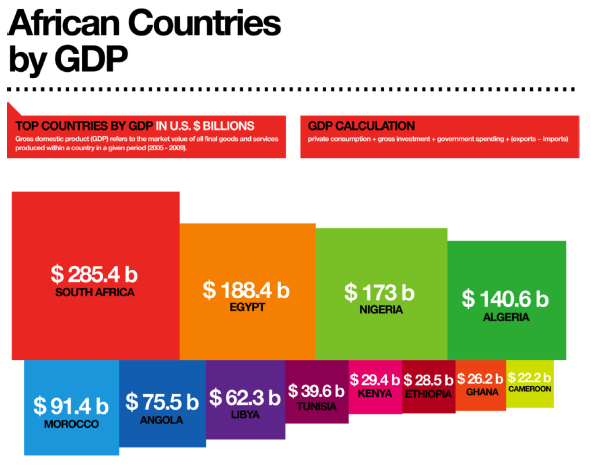 African Countries
by GDP
TOP COUNTRIES BY GDP IN U.S. $ BILLIONS
Gross domestic product (GDP) refers to the market value of all final goods and services
produced within a country in a given period (2005 - 2009).
GDP CALCULATION
private consumption + gross investment + government spending + (exports – imports)
$ 285.4 b
SOUTH AFRICA
$ 188.4 b
EGYPT
$ 173 b
NIGERIA
$ 140.6 b
ALGERIA
$ 91.4 b
MOROCCO
$ 75.5 b
ANGOLA
$ 62.3 b
LIBYA
$ 39.6 b
TUNISIA
$ 29.4 b
KENYA
$ 28.5 b
ETHIOPIA
$ 26.2 b
GHANA
$ 22.2 b
CAMEROON